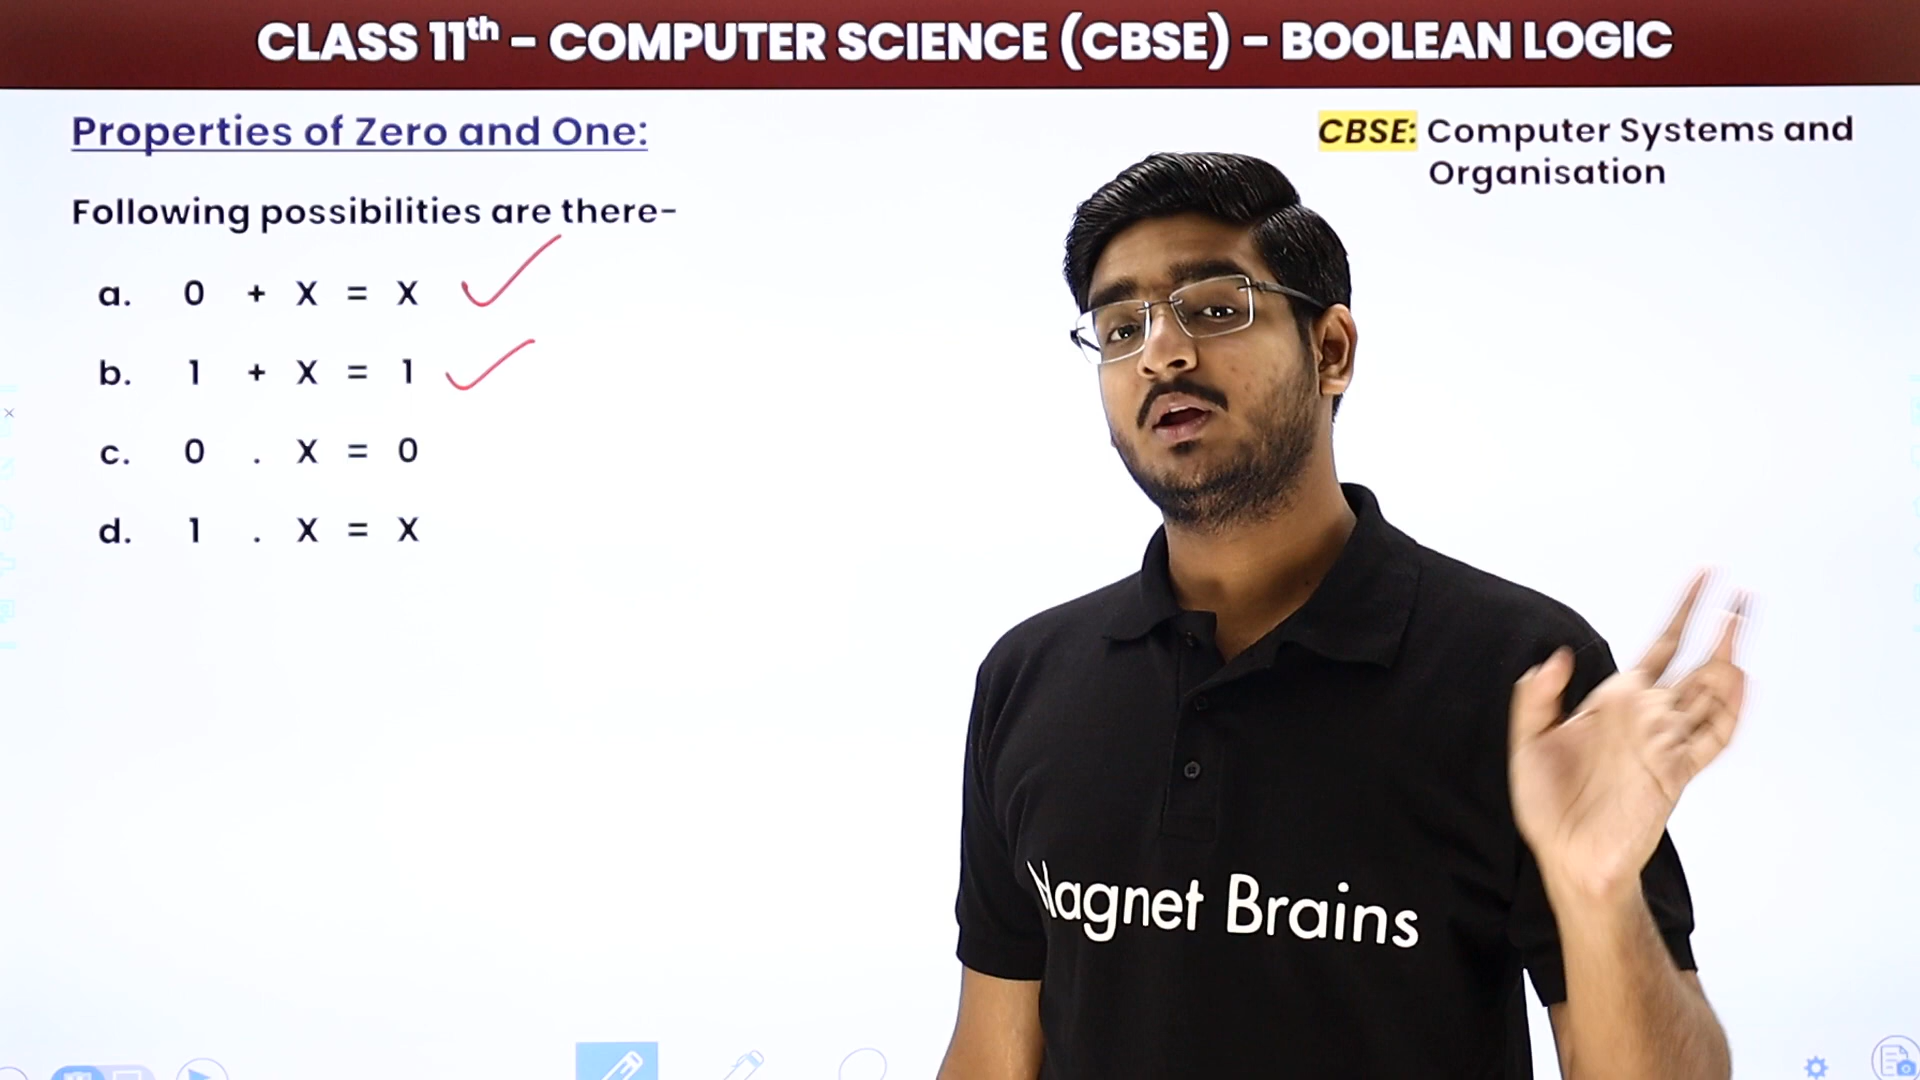 CLASS 11th - COMPUTER SCIENCE (CBSE) - BOOLEAN LOGIC
Properties of Zero and One:
CBSE: Computer Systems and
Organisation
Following possibilities are there-
a. 0 + X = X
b. 1 + X = 1
c. 0 . X = 0
d. 1 . X = X
Magnet Brains